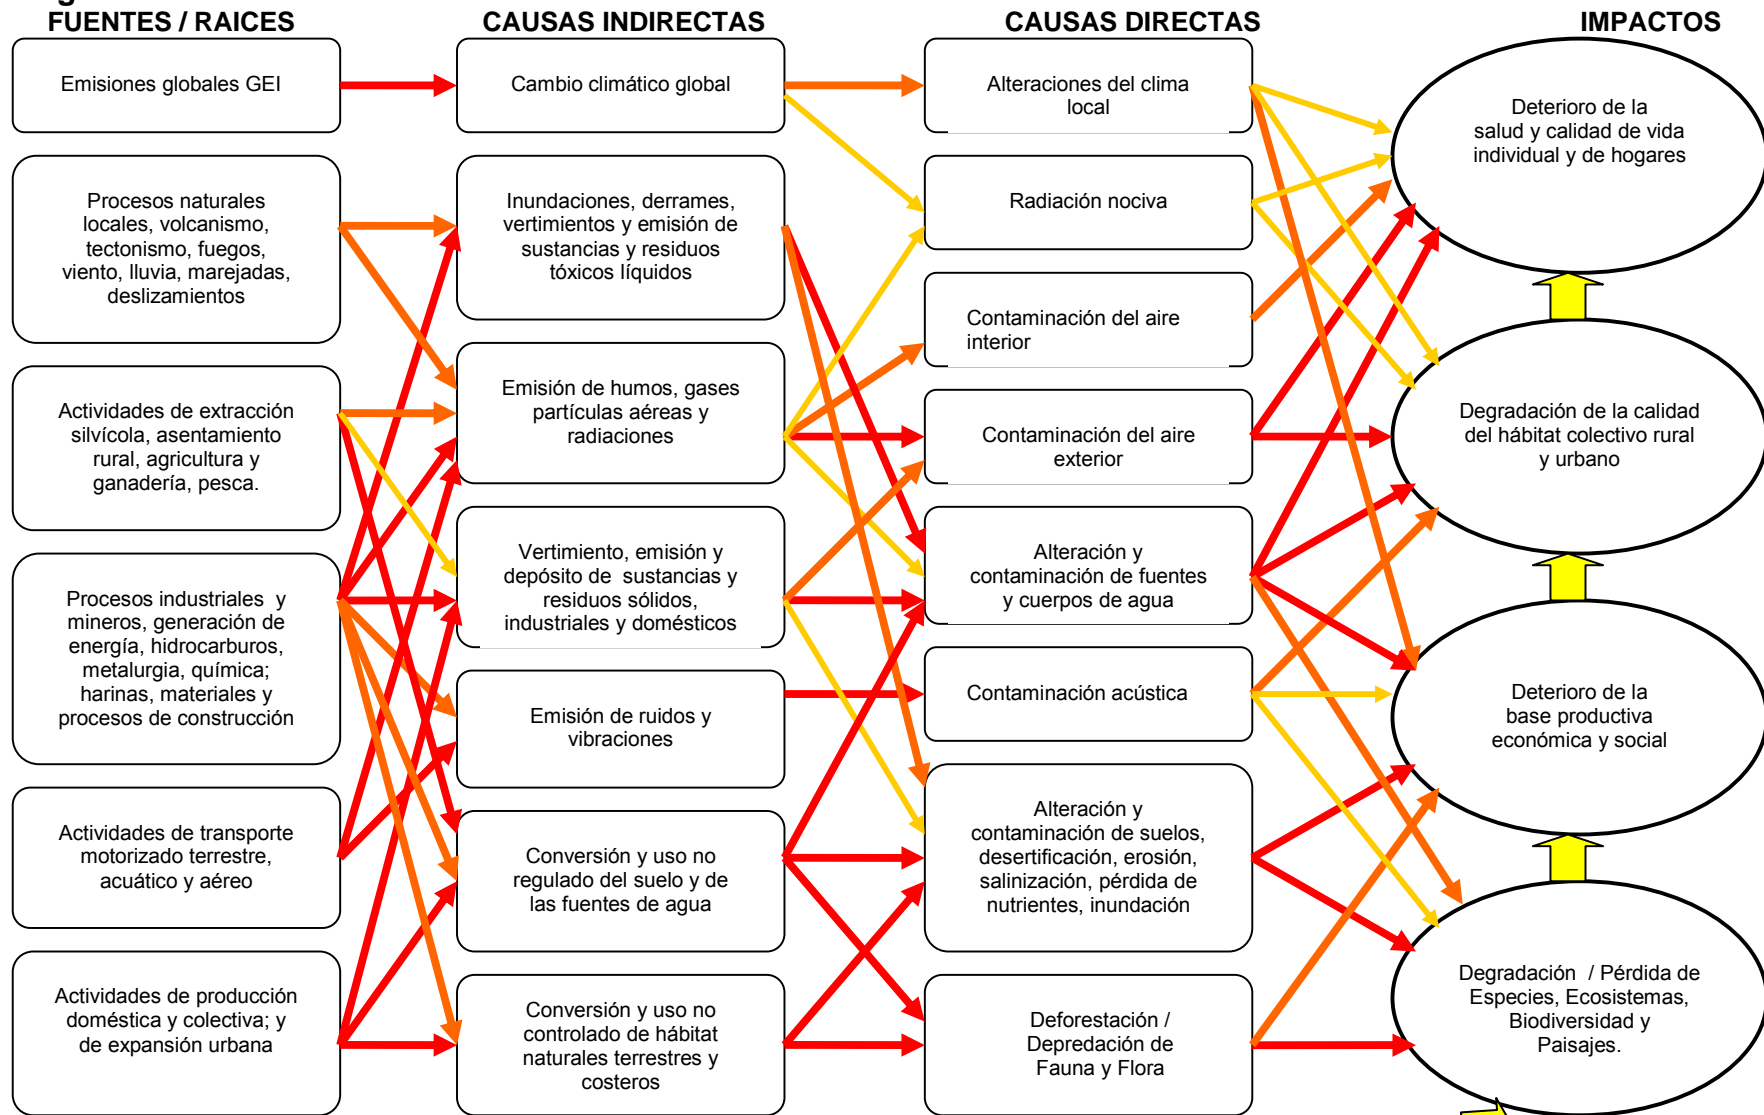 FUENTES / RAICES
CAUSAS INDIRECTAS
CAUSAS DIRECTAS
IMPACTOS
Emisiones globales GEI
Procesos naturales
locales, volcanismo,
tectonismo, fuegos,
viento, lluvia, marejadas,
deslizamientos
Actividades de extracción
silvícola, asentamiento
rural, agricultura y
ganadería, pesca.
Procesos industriales y
mineros, generación de
energía, hidrocarburos,
metalurgia, química;
harinas, materiales y
procesos de construcción
Actividades de transporte
motorizado terrestre,
acuático y aéreo
Actividades de producción
doméstica y colectiva; y
de expansión urbana
Cambio climático global
Inundaciones, derrames,
vertimientos y emisión de
sustancias y residuos
tóxicos líquidos
Emisión de humos, gases
partículas aéreas y
radiaciones
Vertimiento, emisión y
depósito de sustancias y
residuos sólidos,
industriales y domésticos
Emisión de ruidos y
vibraciones
Conversión y uso no
regulado del suelo y de
las fuentes de agua
Conversión y uso no
controlado de hábitat
naturales terrestres y
costeros
Alteraciones del clima
local
Radiación nociva
Contaminación del aire
interior
Contaminación del aire
exterior
Alteración y
contaminación de fuentes
y cuerpos de agua
Contaminación acústica
Alteración y
contaminación de suelos,
desertificación, erosión,
salinización, pérdida de
nutrientes, inundación
Deforestación /
Depredación de
Fauna y Flora
Deterioro de la
salud y calidad de vida
individual y de hogares
Degradación de la calidad
del hábitat colectivo rural
y urbano
Deterioro de la
base productiva
económica y social
Degradación / Pérdida de
Especies, Ecosistemas,
Biodiversidad y
Paisajes.